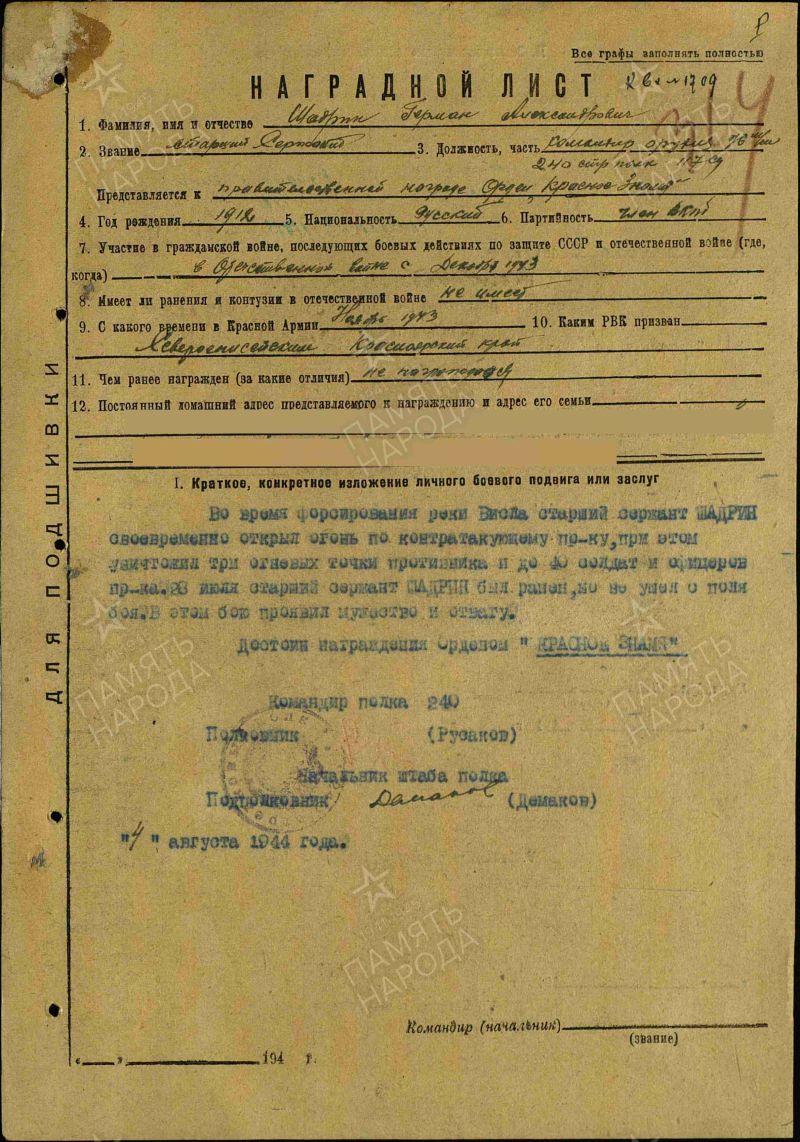 Все графы заполнять полностью
НАГРАДНОЙ ЛИСТ
1. Фамилия, имя и отчество Шадрин Герман Александрович
2. Звание Старший Сержант 3. Должность, часть командир орудия 76 м/м
240 стр полк 117 сд
Представляется к правительственной награде Орден "Красное Знамя"
4. Год рождения 1912 5. Национальность Русский 6. Партийность член ВКПб
7. Участие в гражданской войне, последующих боевых действиях по защите СССР и отечественной войне (где,
когда) в Отечественной войне с Декабря 1943
8. Имеет ли ранения и контузии в отечественной войне не имеет
9. С какого времени в Красной Армии Ноябрь 1943 10. Каким РВК призван
Североенисейским Красноярский край
11. Чем ранее награжден (за какие отличия) не награждался
12. Постоянный домашний адрес представляемого к награждению и адрес его семьи
I. Краткое, конкретное изложение личного боевого подвига или заслуг
Во время форсирования реки Висла старший сержант ШАДРИН
своевременно открыл огонь по контратакующему пр-ку, при этом
уничтожил три огневых точки противника и до 40 солдат и офицеров
пр-ка. 28 июля старший сержант ШАДРИН был ранен, но не ушел с поля
боя. В этом бою проявил мужество и отвагу.
Достоин награждения Орденом "КРАСНОЕ ЗНАМЯ"
Командир полка 240
Полковник (Русаков)
Начальник штаба полка
Подполковник (Демаков)
"4" августа 1944 года.
Командир (начальник)
(звание)
" " 194 г.
ДЛЯ ПОДШИВКИ
ПАМЯТЬ НАРОДА